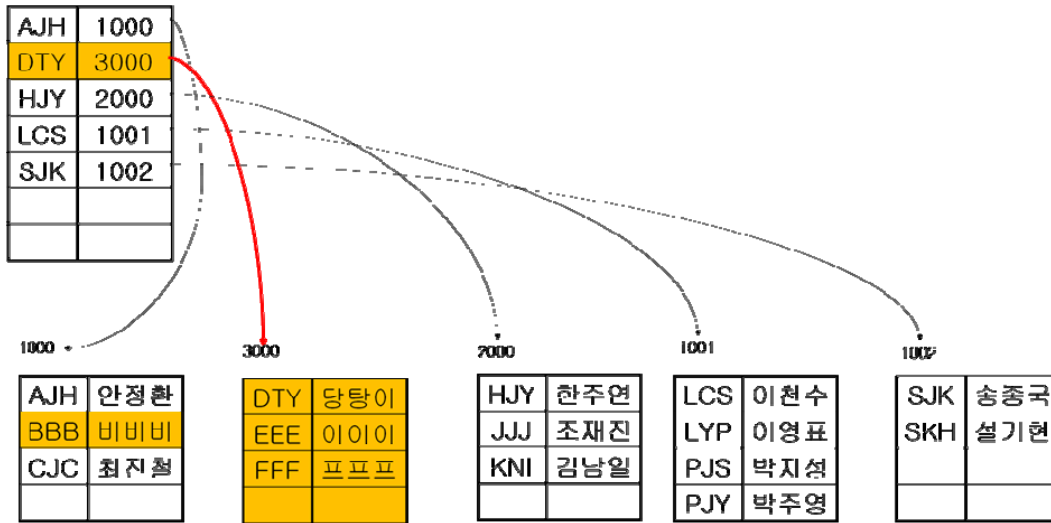 AJH 1000
DTY 3000
HJY 2000
LCS 1001
SJK 1002
1000
3000
2000
1001
1002
AJH 안정환
BBB 비비비
CJC 최진철
DTY 당탕이
EEE 이이이
FFF 프프프
HJY 한주연
JJJ 조재진
KNI 김남일
LCS 이천수
LYP 이영표
PJS 박지성
PJY 박주영
SJK 송종국
SKH 설기현